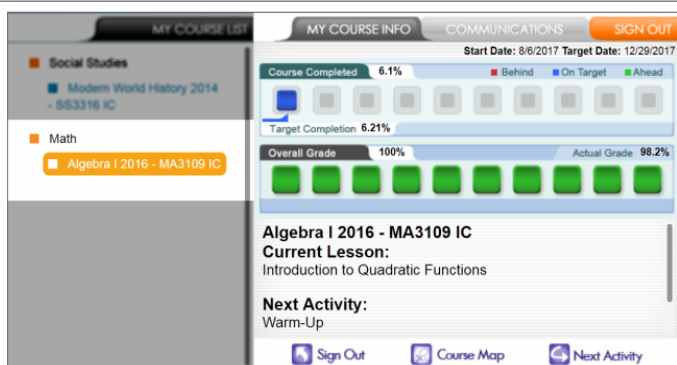 MY COURSE LIST
Social Studies
Modern World History 2014
- SS3316 IC
Math
Algebra I 2016 - MA3109 IC
MY COURSE INFO
COMMUNICATIONS
SIGN OUT
Start Date: 8/6/2017 Target Date: 12/29/2017
Course Completed 6.1% Behind On Target Ahead
Target Completion 6.21%
Overall Grade 100% Actual Grade 98.2%
Algebra I 2016 - MA3109 IC
Current Lesson:
Introduction to Quadratic Functions
Next Activity:
Warm-Up
Sign Out Course Map Next Activity